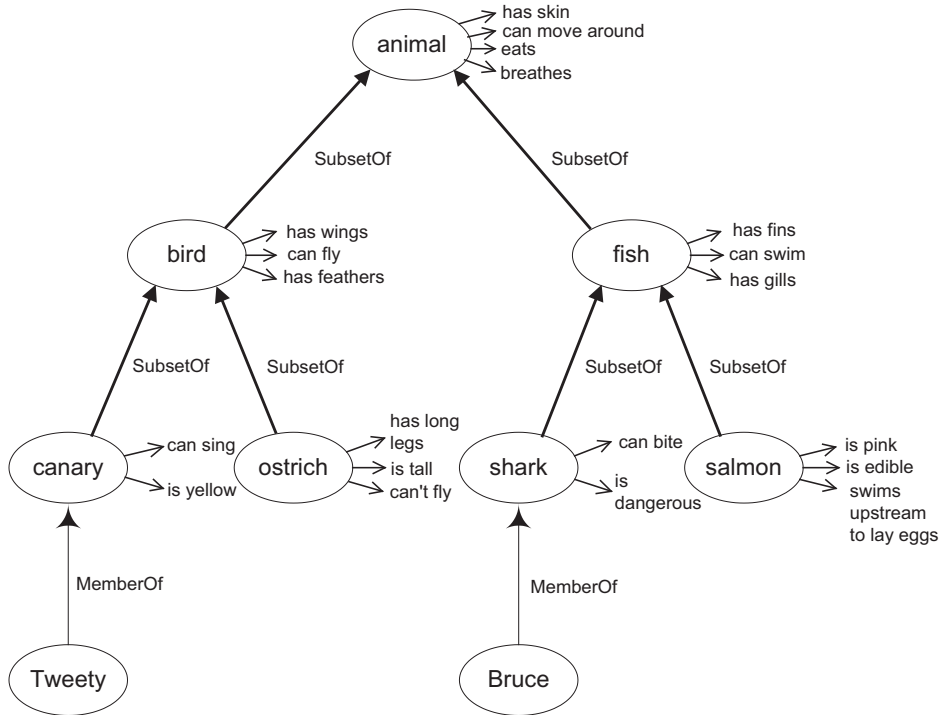 animal
has skin
can move around
eats
breathes
SubsetOf
SubsetOf
bird
has wings
can fly
has feathers
fish
has fins
can swim
has gills
SubsetOf
SubsetOf
SubsetOf
SubsetOf
canary
can sing
is yellow
ostrich
has long
legs
is tall
can't fly
shark
can bite
is
dangerous
salmon
is pink
is edible
swims
upstream
to lay eggs
MemberOf
MemberOf
Tweety
Bruce